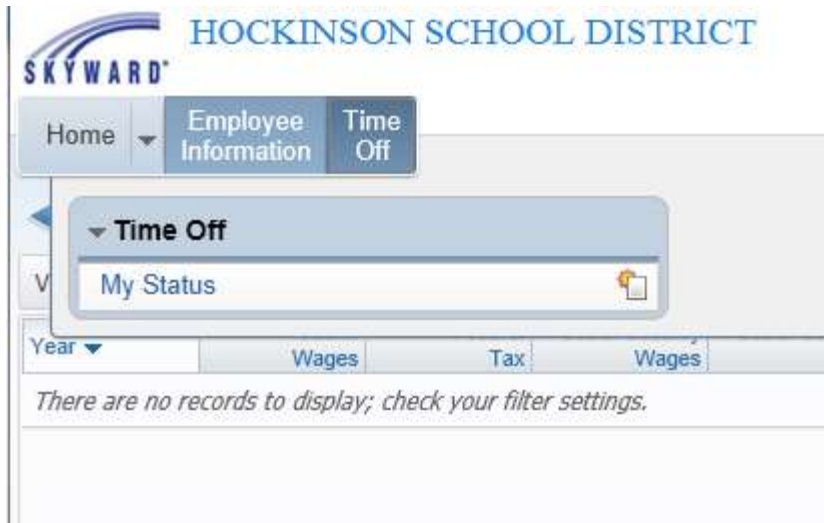 HOCKINSON SCHOOL DISTRICT
SKYWARD
Home
Employee
Information
Time
Off
Time Off
My Status
V
Year
Wages
Tax
Wages
There are no records to display; check your filter settings.